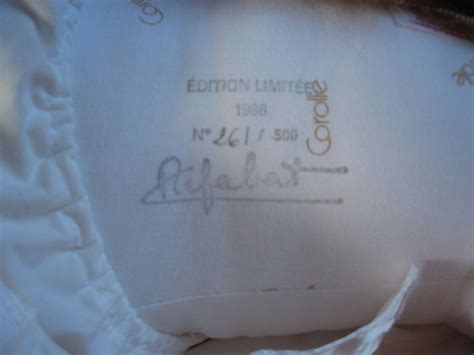 ÉDITION LIMITÉE
1996
N° 261 / 500
Corolle